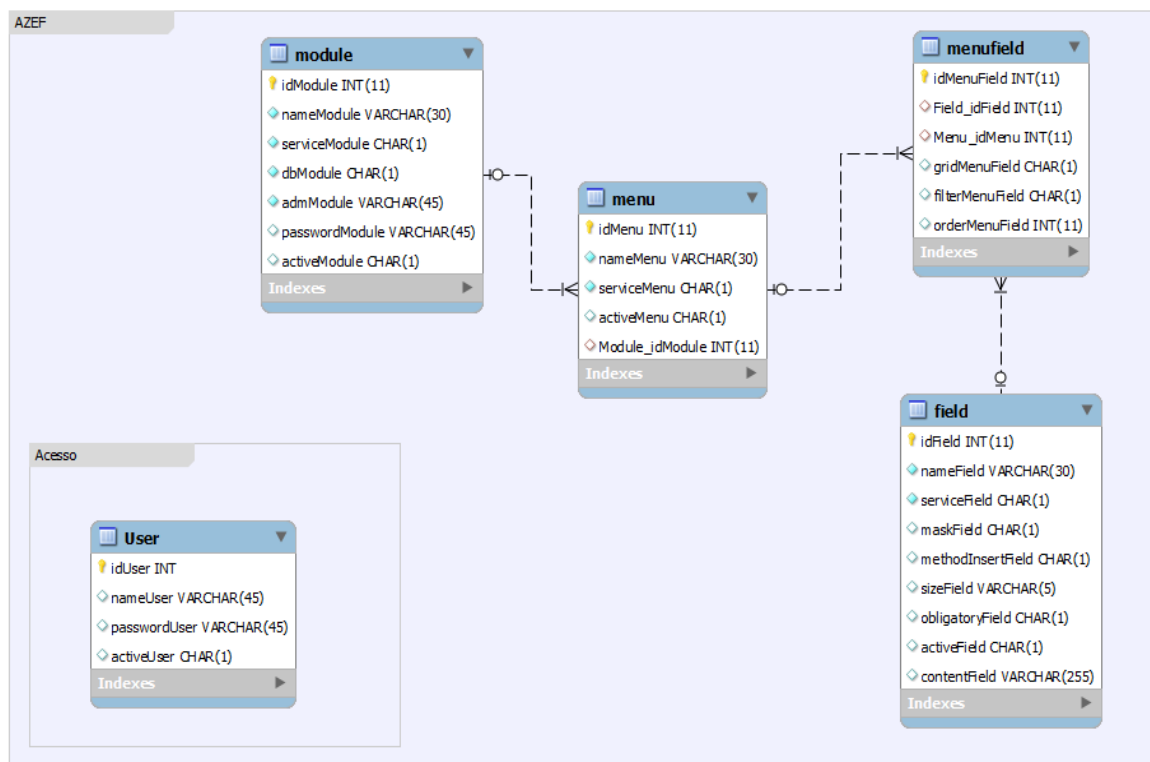 AZEF
module
idModule INT(11)
nameModule VARCHAR(30)
serviceModule CHAR(1)
dbModule CHAR(1)
admModule VARCHAR(45)
passwordModule VARCHAR(45)
activeModule CHAR(1)
Indexes
menu
idMenu INT(11)
nameMenu VARCHAR(30)
serviceMenu CHAR(1)
activeMenu CHAR(1)
Module_idModule INT(11)
Indexes
menufield
idMenuField INT(11)
Field_idField INT(11)
Menu_idMenu INT(11)
gridMenuField CHAR(1)
filterMenuField CHAR(1)
orderMenuField INT(11)
Indexes
field
idField INT(11)
nameField VARCHAR(30)
serviceField CHAR(1)
maskField CHAR(1)
methodInsertField CHAR(1)
sizeField VARCHAR(5)
obligatoryField CHAR(1)
activeField CHAR(1)
contentField VARCHAR(255)
Indexes
Acesso
User
idUser INT
nameUser VARCHAR(45)
passwordUser VARCHAR(45)
activeUser CHAR(1)
Indexes